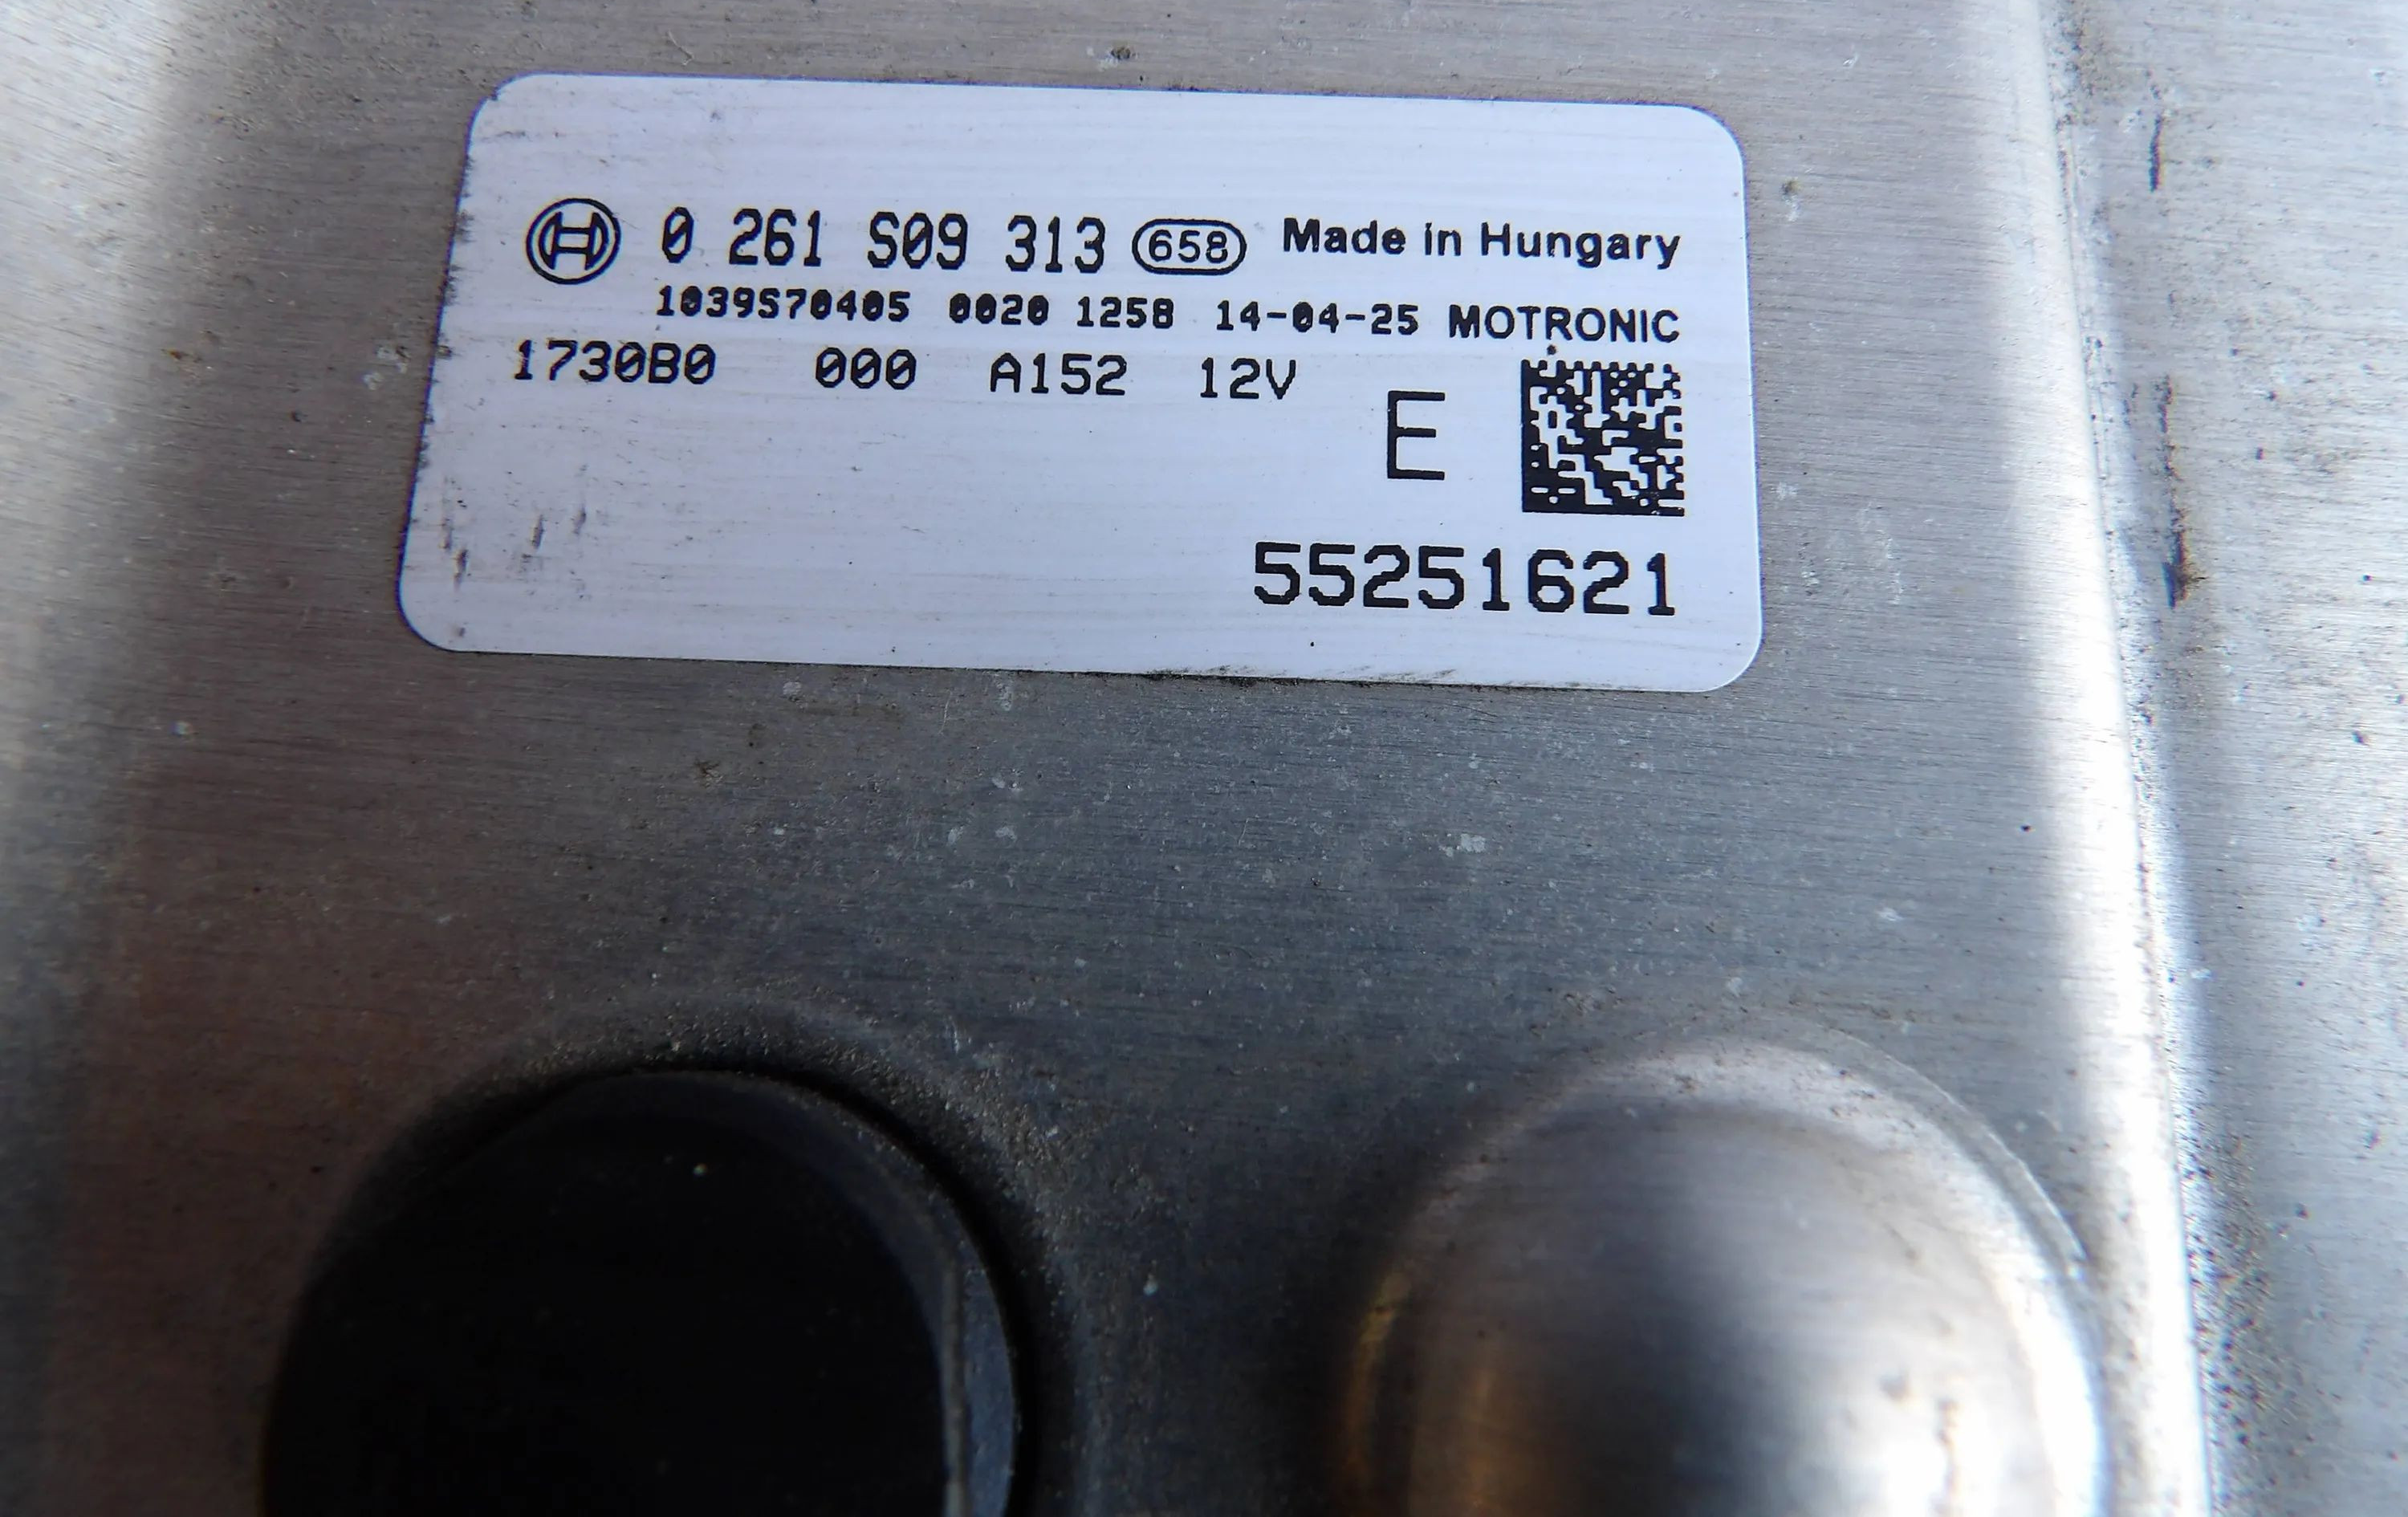 0 261 S09 313 658 Made in Hungary
1039S70405 0020 1258 14-04-25 MOTRONIC
1730B0 000 A152 12V
E
55251621